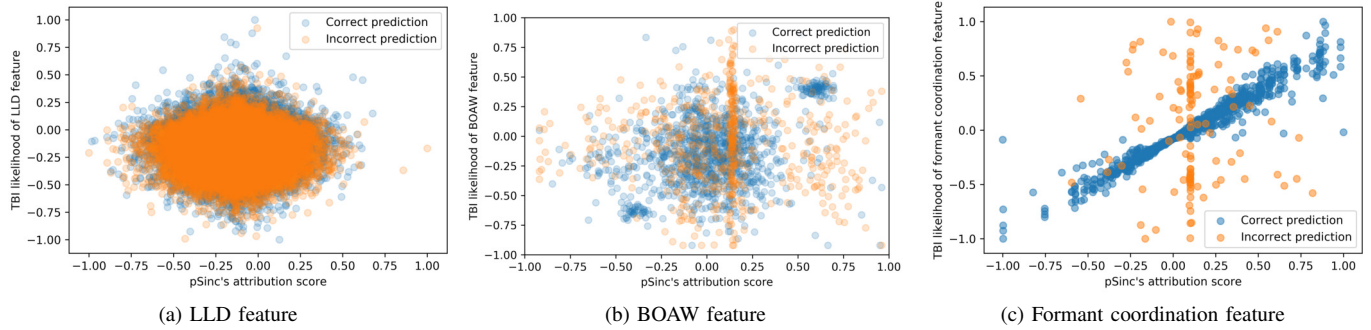 1.00
0.75
0.50
0.25
0.00
−0.25
−0.50
−0.75
−1.00
TBI likelihood of LLD feature
Correct prediction
Incorrect prediction
−1.00 −0.75 −0.50 −0.25 0.00 0.25 0.50 0.75 1.00
pSinc's attribution score
(a) LLD feature
1.00
0.75
0.50
0.25
0.00
−0.25
−0.50
−0.75
−1.00
TBI likelihood of BOAW feature
Correct prediction
Incorrect prediction
−1.00 −0.75 −0.50 −0.25 0.00 0.25 0.50 0.75 1.00
pSinc's attribution score
(b) BOAW feature
1.0
0.5
0.0
−0.5
−1.0
TBI likelihood of formant coordination feature
Correct prediction
Incorrect prediction
−1.00 −0.75 −0.50 −0.25 0.00 0.25 0.50 0.75 1.00
pSinc's attribution score
(c) Formant coordination feature